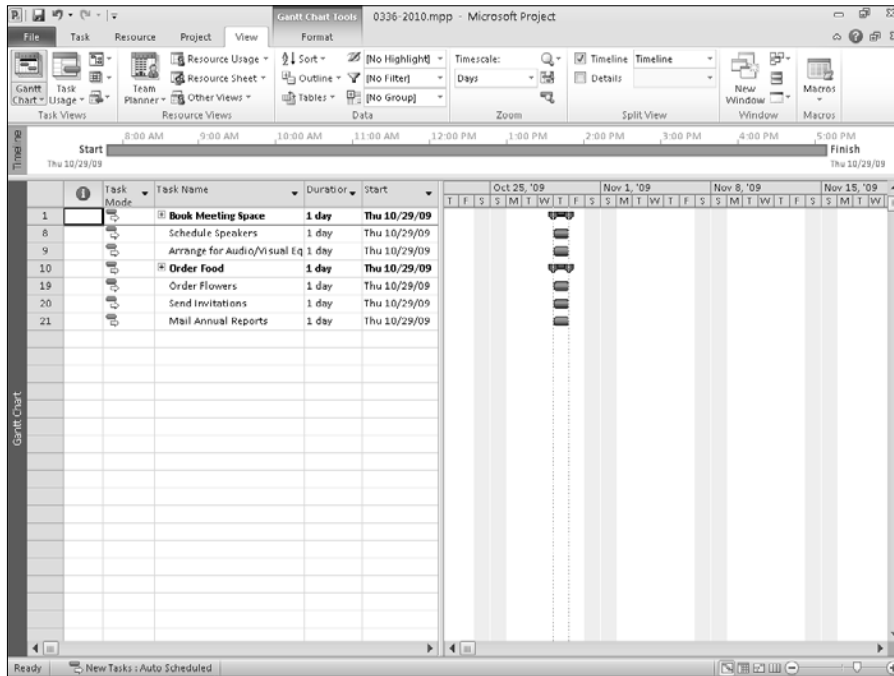 0336-2010.mpp - Microsoft Project
Gantt Chart Tools
File Task Resource Project View Format
Gantt Chart
Task Usage
Team Planner
Resource Usage
Resource Sheet
Other Views
Sort
Outline
Tables
[No Highlight]
[No Filter]
[No Group]
Timescale:
Days
Timeline Timeline
Details
New Window
Macros
Task Views Resource Views Data Zoom Split View Window Macros
Timeline
8:00 AM 9:00 AM 10:00 AM 11:00 AM 12:00 PM 1:00 PM 2:00 PM 3:00 PM 4:00 PM 5:00 PM
Start Finish
Thu 10/29/09 Thu 10/29/09
Task Mode Task Name Duration Start
Oct 25, '09 Nov 1, '09 Nov 8, '09 Nov 15, '09
T F S S M T W T F S S M T W T F S S M T W T F S S M T W
1 Book Meeting Space 1 day Thu 10/29/09
8 Schedule Speakers 1 day Thu 10/29/09
9 Arrange for Audio/Visual Eq 1 day Thu 10/29/09
10 Order Food 1 day Thu 10/29/09
19 Order Flowers 1 day Thu 10/29/09
20 Send Invitations 1 day Thu 10/29/09
21 Mail Annual Reports 1 day Thu 10/29/09
Gantt Chart
Ready New Tasks : Auto Scheduled